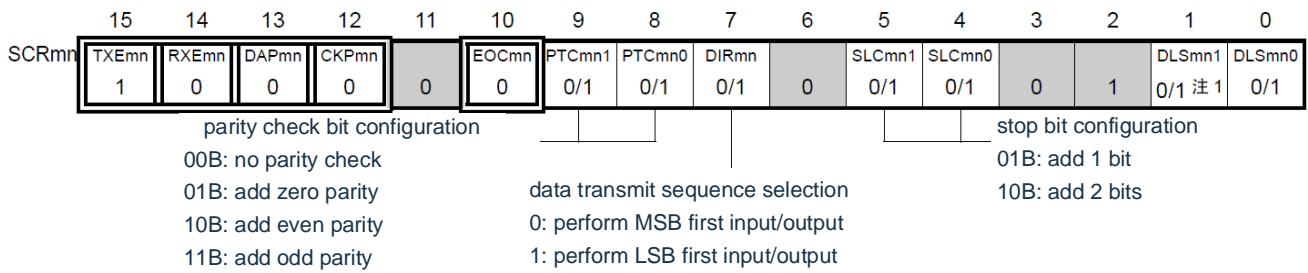 15 14 13 12 11 10 9 8 7 6 5 4 3 2 1 0
SCRmn TXEmn RXEmn DAPmn CKPmn EOCmn PTCmn1 PTCmn0 DIRmn SLCmn1 SLCmn0 DLSmn1 DLSmn0
1 0 0 0 0 0 0/1 0/1 0/1 0 0/1 0/1 0 1 0/1 注 1 0/1
parity check bit configuration
00B: no parity check
01B: add zero parity
10B: add even parity
11B: add odd parity
data transmit sequence selection
0: perform MSB first input/output
1: perform LSB first input/output
stop bit configuration
01B: add 1 bit
10B: add 2 bits